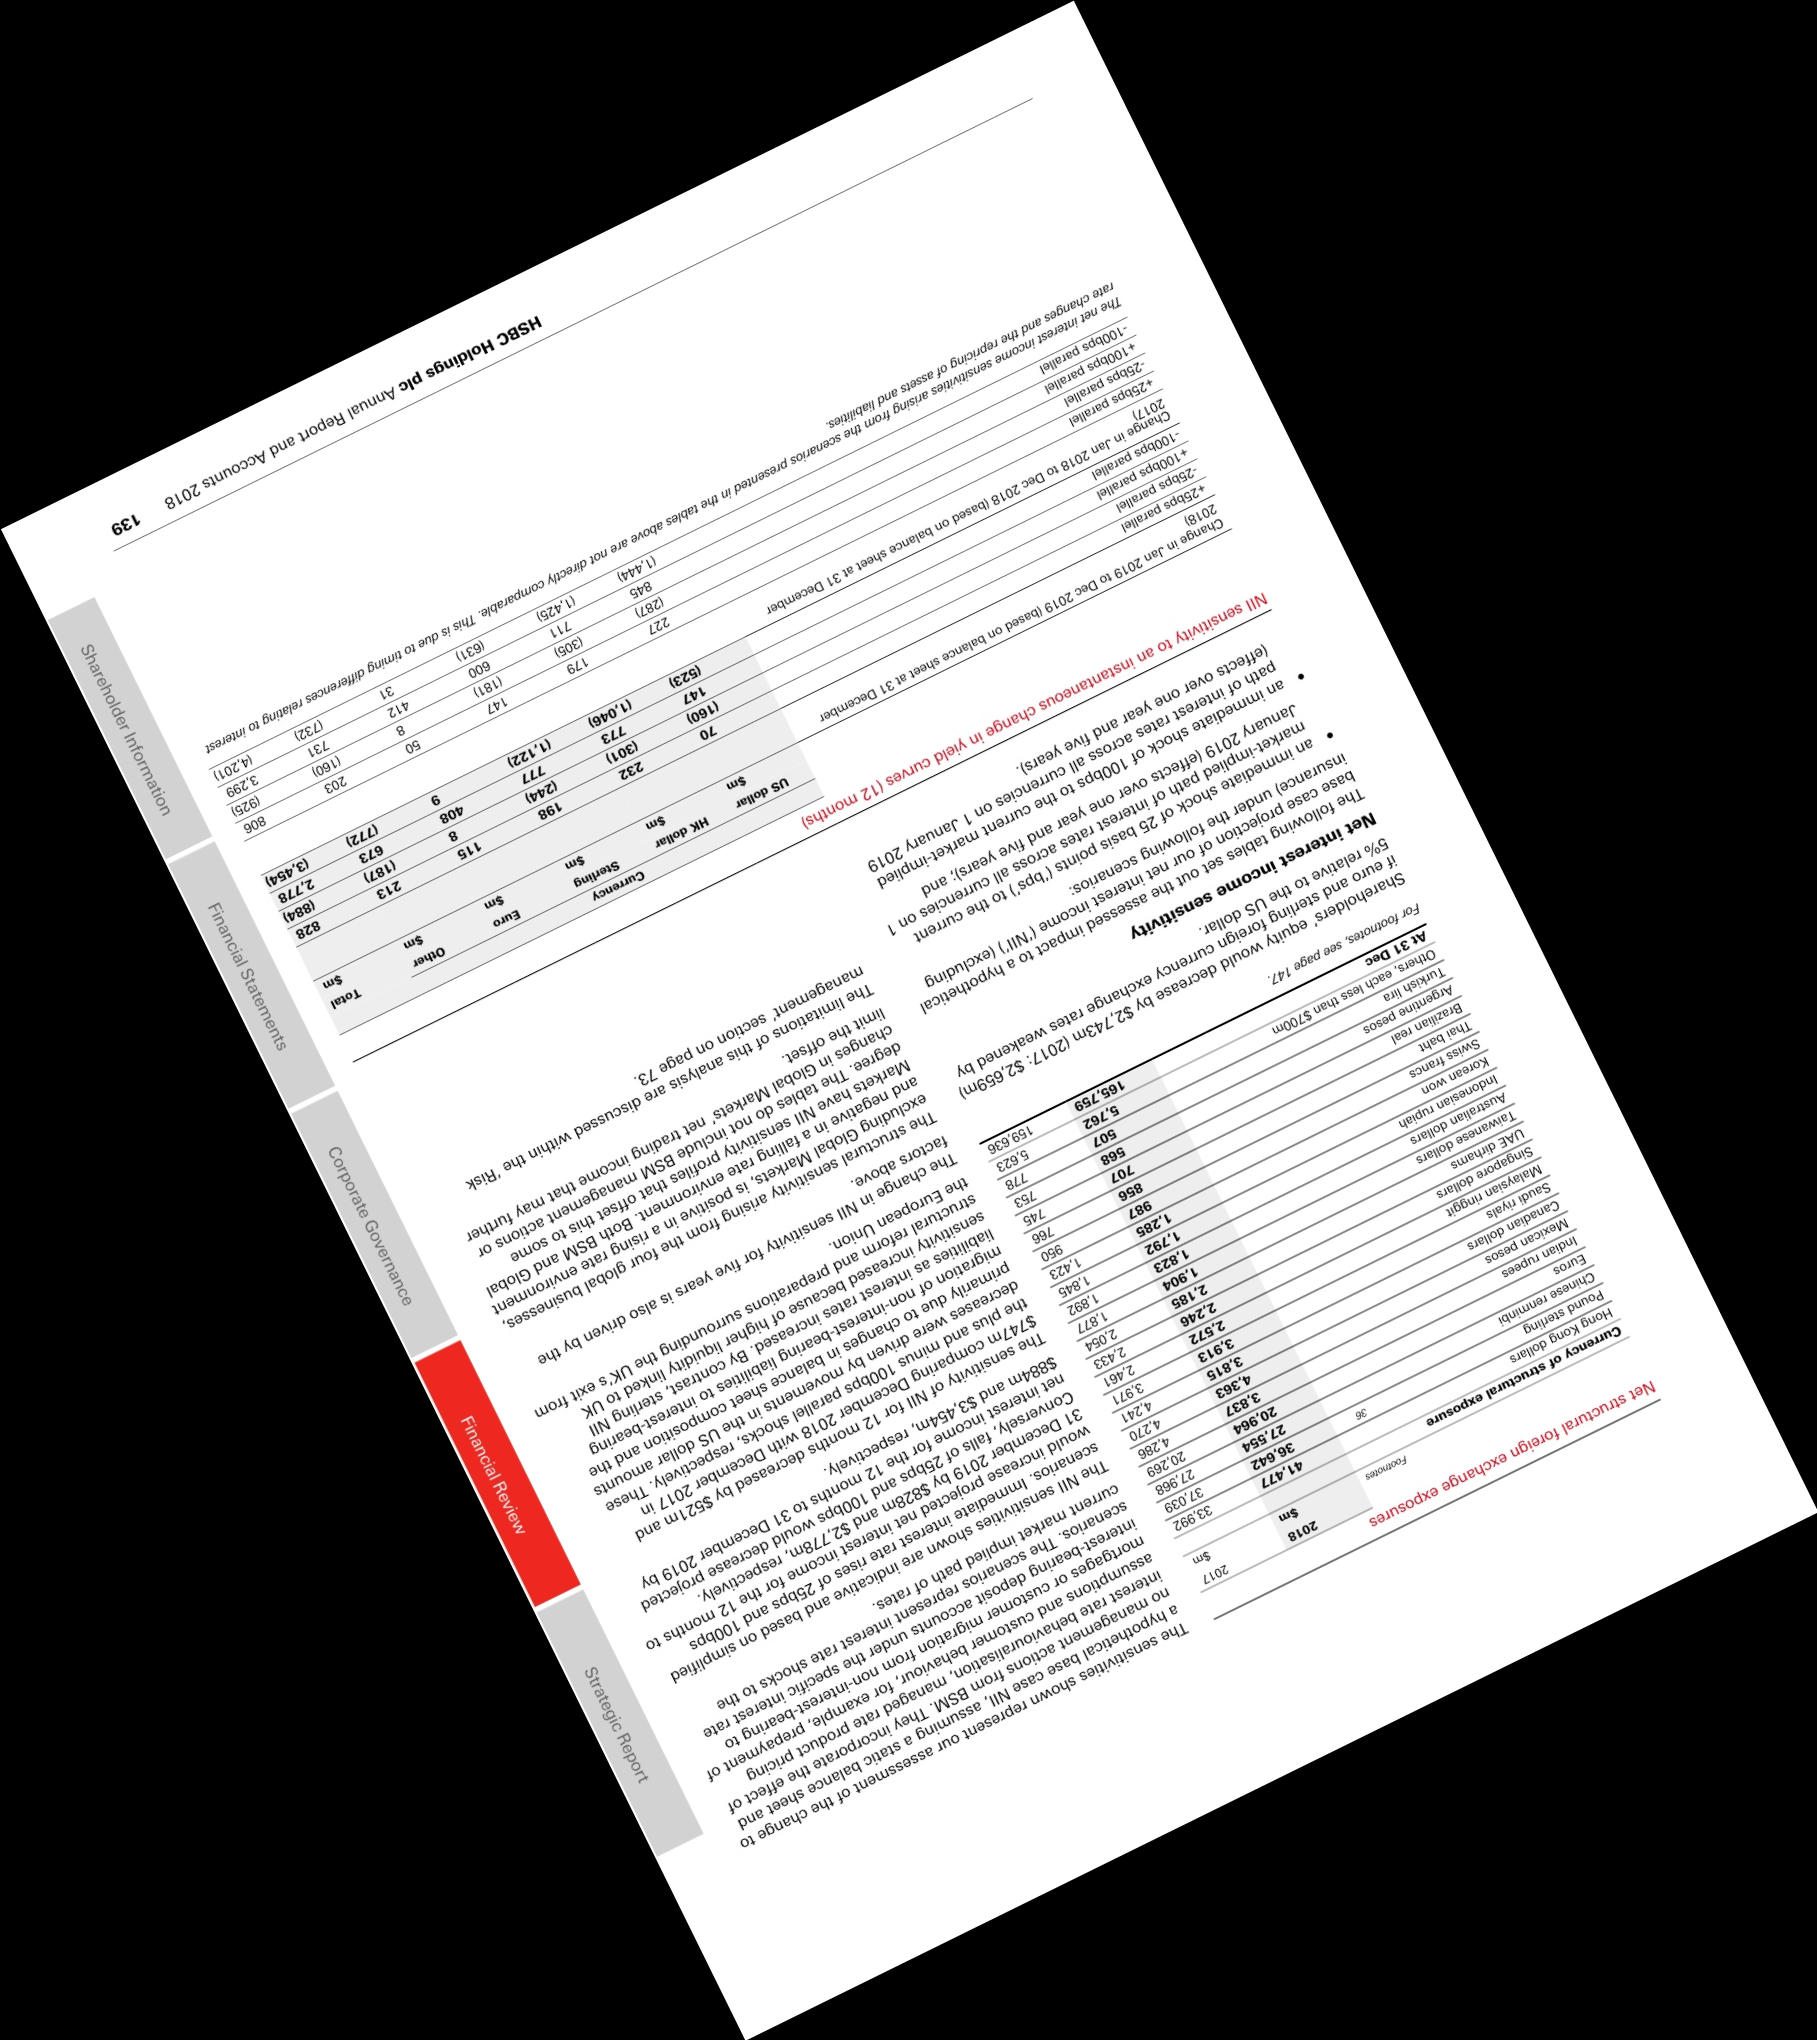 Strategic Report
Financial Review
Corporate Governance
Financial Statements
Shareholder Information
Net structural foreign exchange exposures
2018 2017
Footnotes $m $m
Currency of structural exposure
Hong Kong dollars 41,477 33,992
Pound sterling 36 36,642 37,039
Chinese renminbi 27,554 27,968
Euros 20,964 20,269
Indian rupees 3,837 4,286
Mexican pesos 4,363 4,270
Canadian dollars 3,815 4,241
Saudi riyals 3,913 3,971
Malaysian ringgit 2,572 2,461
Singapore dollars 2,246 2,433
UAE dirhams 2,185 2,054
Taiwanese dollars 1,904 1,877
Australian dollars 1,823 1,892
Indonesian rupiah 1,792 1,845
Korean won 1,285 1,423
Swiss francs 987 950
Thai baht 856 766
Brazilian real 707 745
Argentine pesos 568 753
Turkish lira 507 778
Others, each less than $700m 5,762 5,623
At 31 Dec 165,759 159,636
For footnotes, see page 147.
Shareholders' equity would decrease by $2,743m (2017: $2,659m)
if euro and sterling foreign currency exchange rates weakened by
5% relative to the US dollar.
Net interest income sensitivity
The following tables set out the assessed impact to a hypothetical
base case projection of our net interest income ('NII') (excluding
insurance) under the following scenarios:
• an immediate shock of 25 basis points ('bps') to the current
market-implied path of interest rates across all currencies on 1
January 2019 (effects over one year and five years); and
• an immediate shock of 100bps to the current market-implied
path of interest rates across all currencies on 1 January 2019
(effects over one year and five years).
The sensitivities shown represent our assessment of the change to
a hypothetical base case NII, assuming a static balance sheet and
no management actions from BSM. They incorporate the effect of
interest rate behaviouralisation, managed rate product pricing
assumptions and customer behaviour, for example, prepayment of
mortgages or customer migration from non-interest-bearing to
interest-bearing deposit accounts under the specific interest rate
scenarios. The scenarios represent interest rate shocks to the
current market implied path of rates.
The NII sensitivities shown are indicative and based on simplified
scenarios. Immediate interest rate rises of 25bps and 100bps
would increase projected net interest income for the 12 months to
31 December 2019 by $828m and $2,778m, respectively.
Conversely, falls of 25bps and 100bps would decrease projected
net interest income for the 12 months to 31 December 2019 by
$884m and $3,454m, respectively.
The sensitivity of NII for 12 months decreased by $521m and
$747m comparing December 2018 with December 2017 in
the plus and minus 100bps parallel shocks, respectively. These
decreases were driven by movements in the US dollar amounts
primarily due to changes in balance sheet composition and the
migration of non-interest-bearing liabilities to interest-bearing
liabilities as interest rates increased. By contrast, sterling NII
sensitivity increased because of higher liquidity linked to UK
structural reform and preparations surrounding the UK's exit from
the European Union.
The change in NII sensitivity for five years is also driven by the
factors above.
The structural sensitivity arising from the four global businesses,
excluding Global Markets, is positive in a rising rate environment
and negative in a falling rate environment. Both BSM and Global
Markets have NII sensitivity profiles that offset this to some
degree. The tables do not include BSM management actions or
changes in Global Markets' net trading income that may further
limit the offset.
The limitations of this analysis are discussed within the 'Risk
management' section on page 73.
NII sensitivity to an instantaneous change in yield curves (12 months)
Currency
US dollar HK dollar Sterling Euro Other Total
$m $m $m $m $m $m
Change in Jan 2019 to Dec 2019 (based on balance sheet at 31 December
2018)
+25bps parallel 70 232 198 115 213 828
-25bps parallel (160) (301) (244) 8 (187) (884)
+100bps parallel 147 773 777 408 673 2,778
-100bps parallel (523) (1,046) (1,122) 9 (772) (3,454)
Change in Jan 2018 to Dec 2018 (based on balance sheet at 31 December
2017)
+25bps parallel 227 179 147 50 203 806
-25bps parallel (287) (305) (181) 8 (160) (925)
+100bps parallel 845 711 600 412 731 3,299
-100bps parallel (1,444) (1,425) (631) 31 (732) (4,201)
The net interest income sensitivities arising from the scenarios presented in the tables above are not directly comparable. This is due to timing differences relating to interest
rate changes and the repricing of assets and liabilities.
HSBC Holdings plc Annual Report and Accounts 2018 139